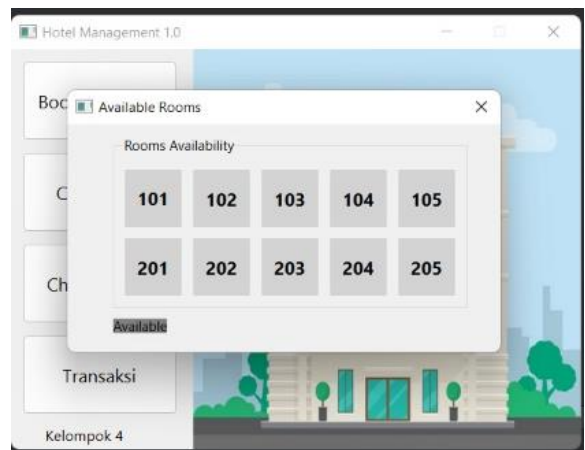 Hotel Management 1.0
Available Rooms
Rooms Availability
101 102 103 104 105
201 202 203 204 205
Available
Transaksi
Kelompok 4